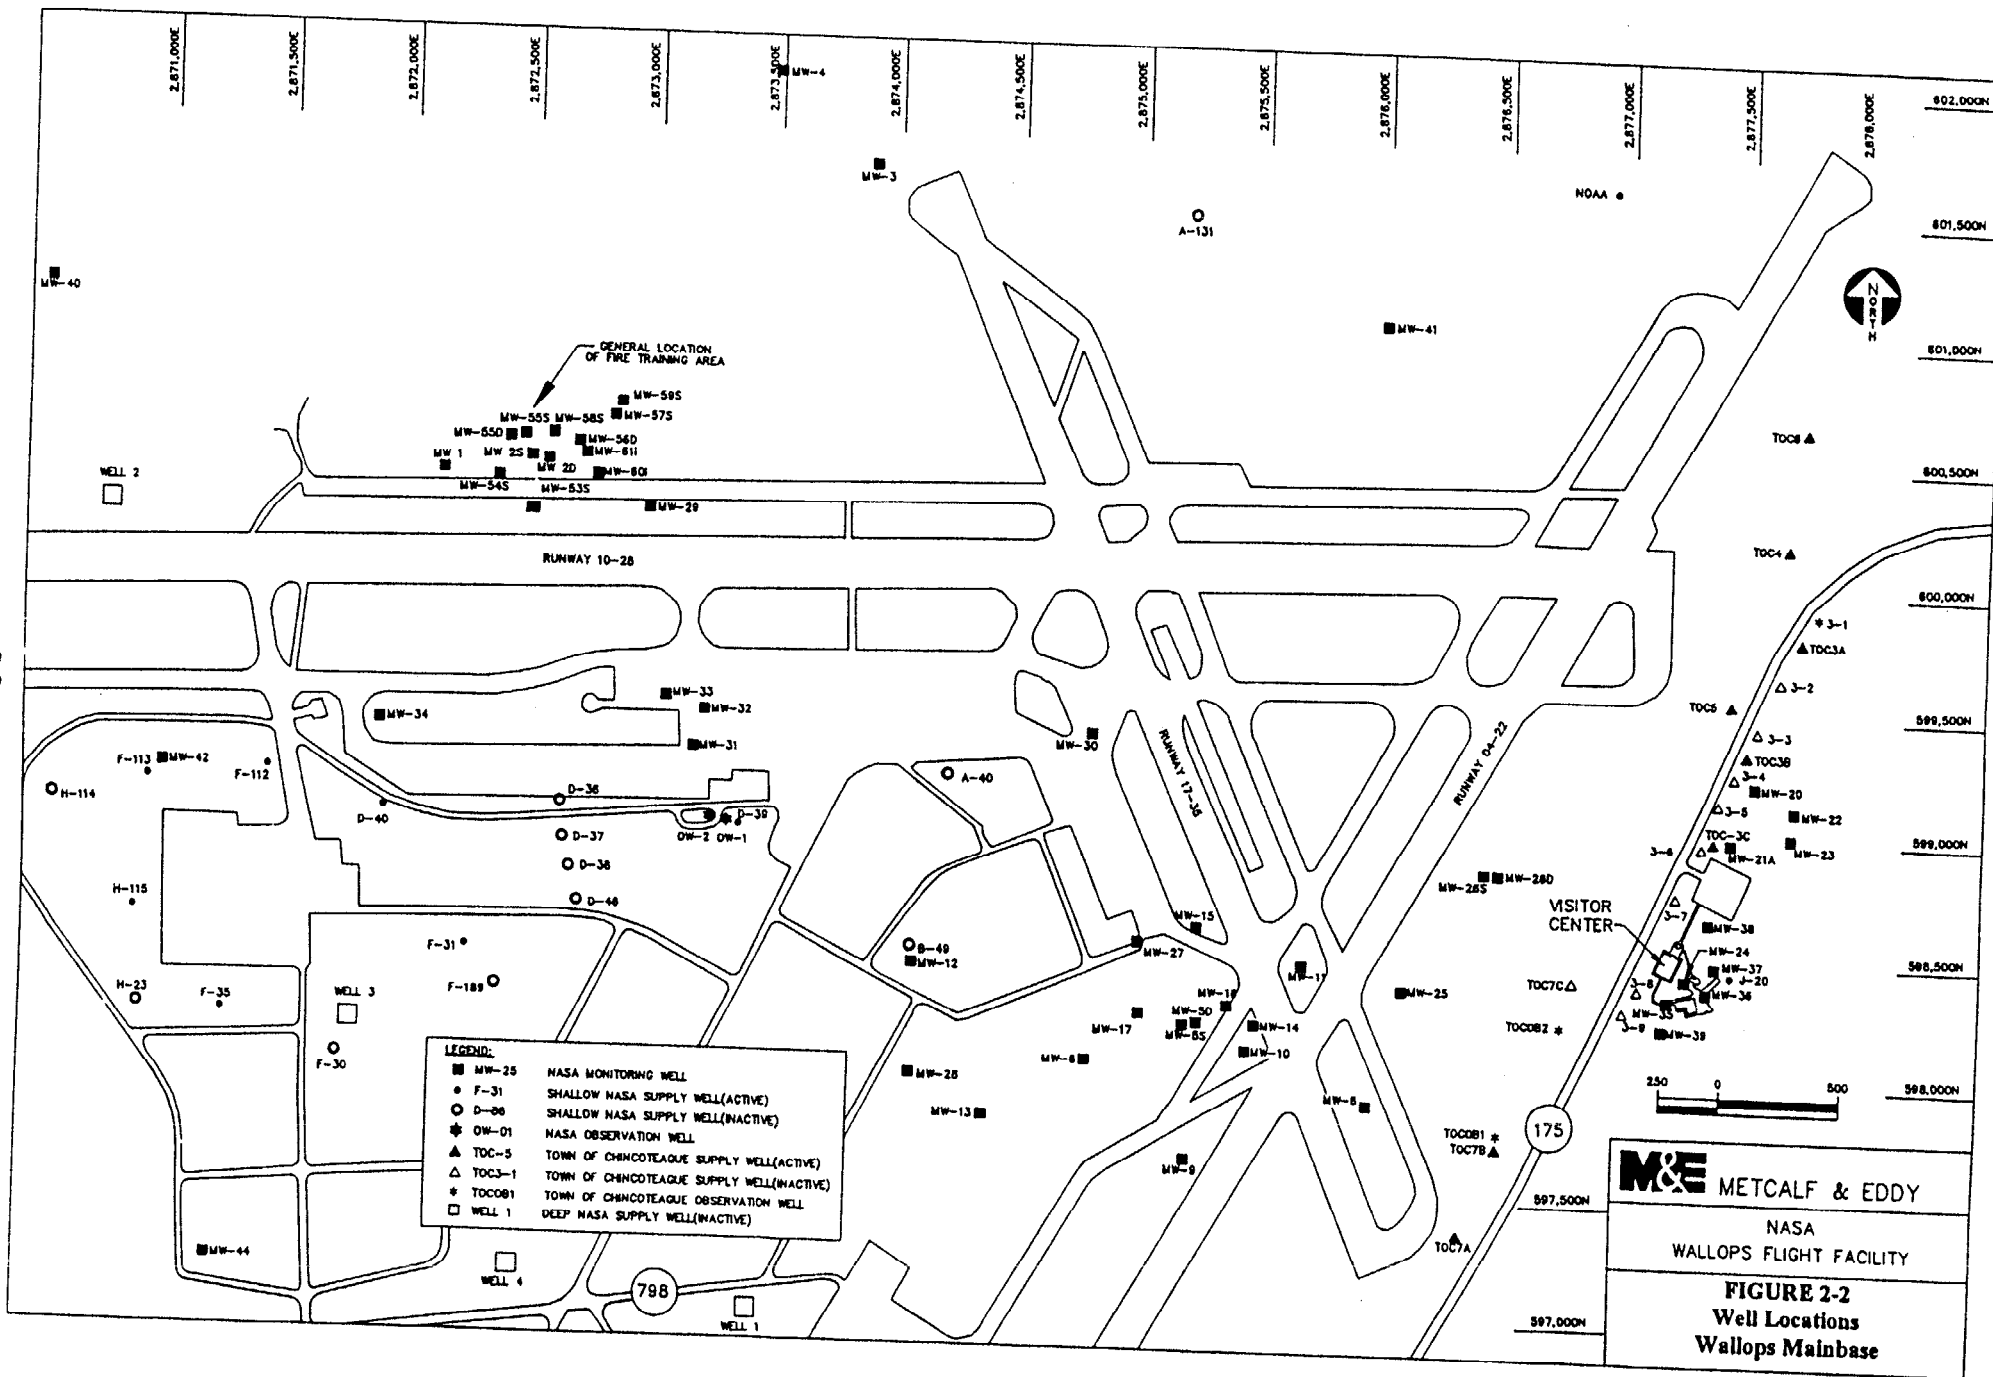 2,871,000E
2,871,500E
2,872,000E
2,872,500E
2,873,000E
2,873,500E
2,874,000E
2,874,500E
2,875,000E
2,875,500E
2,876,000E
2,876,500E
2,877,000E
2,877,500E
2,878,000E
602,000N
601,500N
601,000N
600,500N
600,000N
599,500N
599,000N
598,500N
598,000N
597,500N
597,000N
MW-4
MW-3
A-131
NOAA
NORTH
MW-40
MW-41
GENERAL LOCATION
OF FIRE TRAINING AREA
MW-59S
MW-57S
MW-55S
MW-58S
MW-55D
MW-56D
MW 1
MW 2S
MW-61I
MW 2D
MW-60I
MW-54S
MW-53S
MW-29
WELL 2
TOC6
TOC4
RUNWAY 10-28
3-1
TOC3A
3-2
TOC5
3-3
TOC3B
3-4
MW-20
3-5
MW-22
TOC-3C
3-6
MW-21A
MW-23
MW-33
MW-32
MW-34
MW-31
MW-30
RUNWAY 17-35
RUNWAY 04-22
F-113
MW-42
F-112
H-114
D-40
D-36
D-37
D-38
D-48
OW-2
OW-1
D-39
A-40
MW-28S
MW-28D
VISITOR
CENTER
3-7
MW-38
MW-24
MW-37
J-20
MW-36
3-8
MW-35
3-9
MW-39
H-115
F-31
H-23
F-35
WELL 3
F-189
F-30
B-49
MW-12
MW-15
MW-27
MW-11
MW-25
MW-18
MW-17
MW-5D
MW-5S
MW-14
MW-10
MW-6
MW-26
MW-13
MW-8
MW-9
TOC7C
TOCOB2
TOCOB1
TOC7B
TOC7A
175
250 0 500
LEGEND:
MW-25 NASA MONITORING WELL
F-31 SHALLOW NASA SUPPLY WELL(ACTIVE)
D-36 SHALLOW NASA SUPPLY WELL(INACTIVE)
OW-01 NASA OBSERVATION WELL
TOC-5 TOWN OF CHINCOTEAGUE SUPPLY WELL(ACTIVE)
TOC3-1 TOWN OF CHINCOTEAGUE SUPPLY WELL(INACTIVE)
TOCOB1 TOWN OF CHINCOTEAGUE OBSERVATION WELL
WELL 1 DEEP NASA SUPPLY WELL(INACTIVE)
MW-44
WELL 4
798
WELL 1
M&E METCALF & EDDY
NASA
WALLOPS FLIGHT FACILITY
FIGURE 2-2
Well Locations
Wallops Mainbase